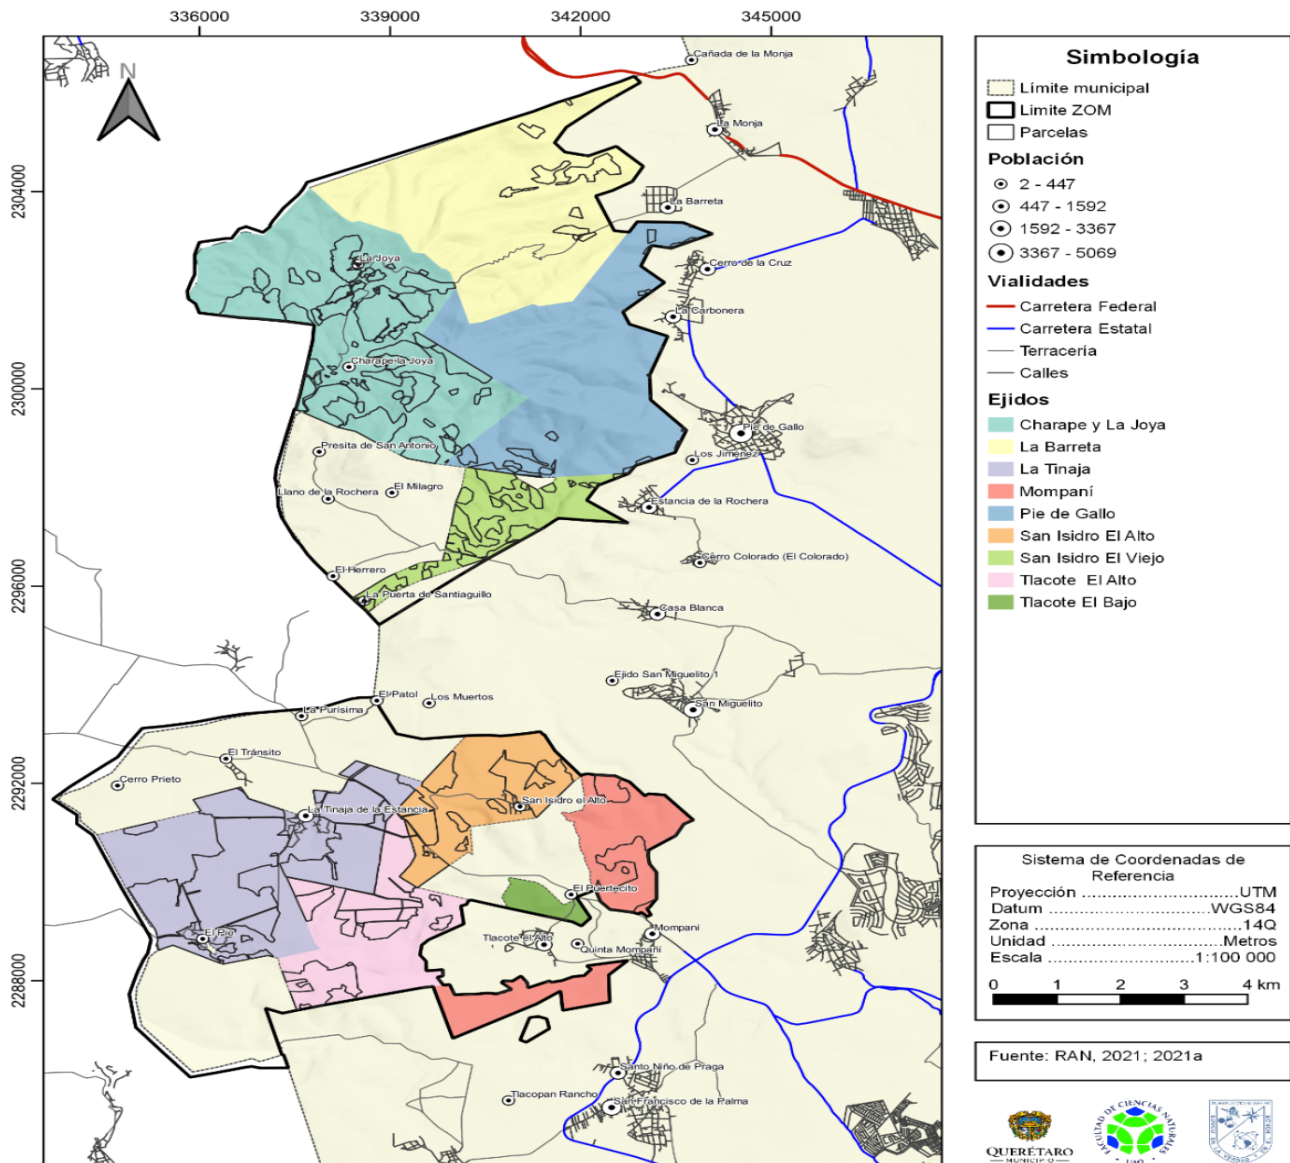 336000 339000 342000 345000
N
2304000
2300000
2296000
2292000
2288000
Cañada de la Monja
La Monja
La Barreta
La Joya
Cerro de la Cruz
La Carbonera
Charape la Joya
Pie de Gallo
Presita de San Antonio
Los Jiménez
Llano de la Rochera
El Milagro
Estancia de la Rochera
Cerro Colorado (El Colorado)
El Herrero
La Puerta de Santiaguillo
Casa Blanca
Ejido San Miguelito 1
El Patol
Los Muertos
La Purísima
San Miguelito
El Tránsito
Cerro Prieto
San Isidro el Alto
La Tinaja de la Estancia
El Puertecito
El Pie
Tlacote el Alto
Quinta Mompaní
Mompaní
Santo Niño de Praga
Tlacopan Rancho
San Francisco de la Palma
Simbología
Límite municipal
Limite ZOM
Parcelas
Población
2 - 447
447 - 1592
1592 - 3367
3367 - 5069
Vialidades
Carretera Federal
Carretera Estatal
Terracería
Calles
Ejidos
Charape y La Joya
La Barreta
La Tinaja
Mompaní
Pie de Gallo
San Isidro El Alto
San Isidro El Viejo
Tlacote El Alto
Tlacote El Bajo
Sistema de Coordenadas de
Referencia
Proyección ..........................UTM
Datum ..........................WGS84
Zona ..........................14Q
Unidad ..........................Metros
Escala ..........................1:100 000
0 1 2 3 4 km
Fuente: RAN, 2021; 2021a
QUERÉTARO
MUNICIPIO
FACULTAD DE CIENCIAS NATURALES
UAQ